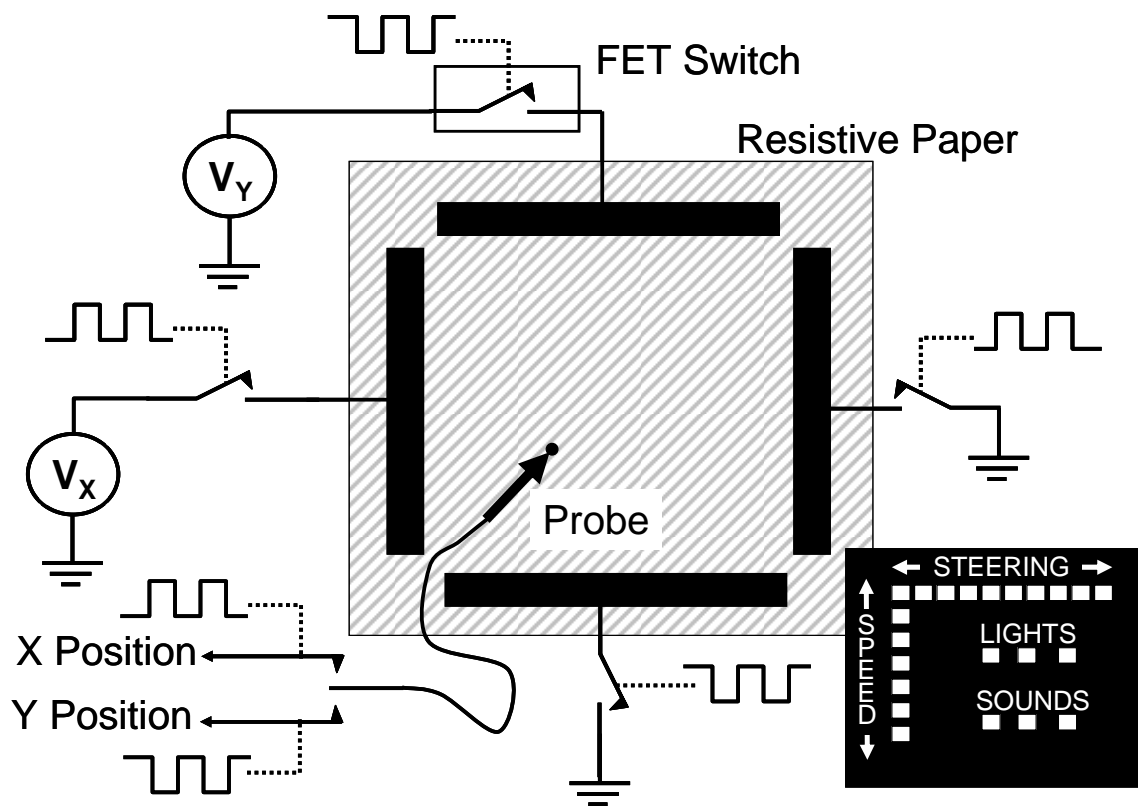 FET Switch
Resistive Paper
VY
VX
Probe
X Position
Y Position
STEERING
SPEED
LIGHTS
SOUNDS